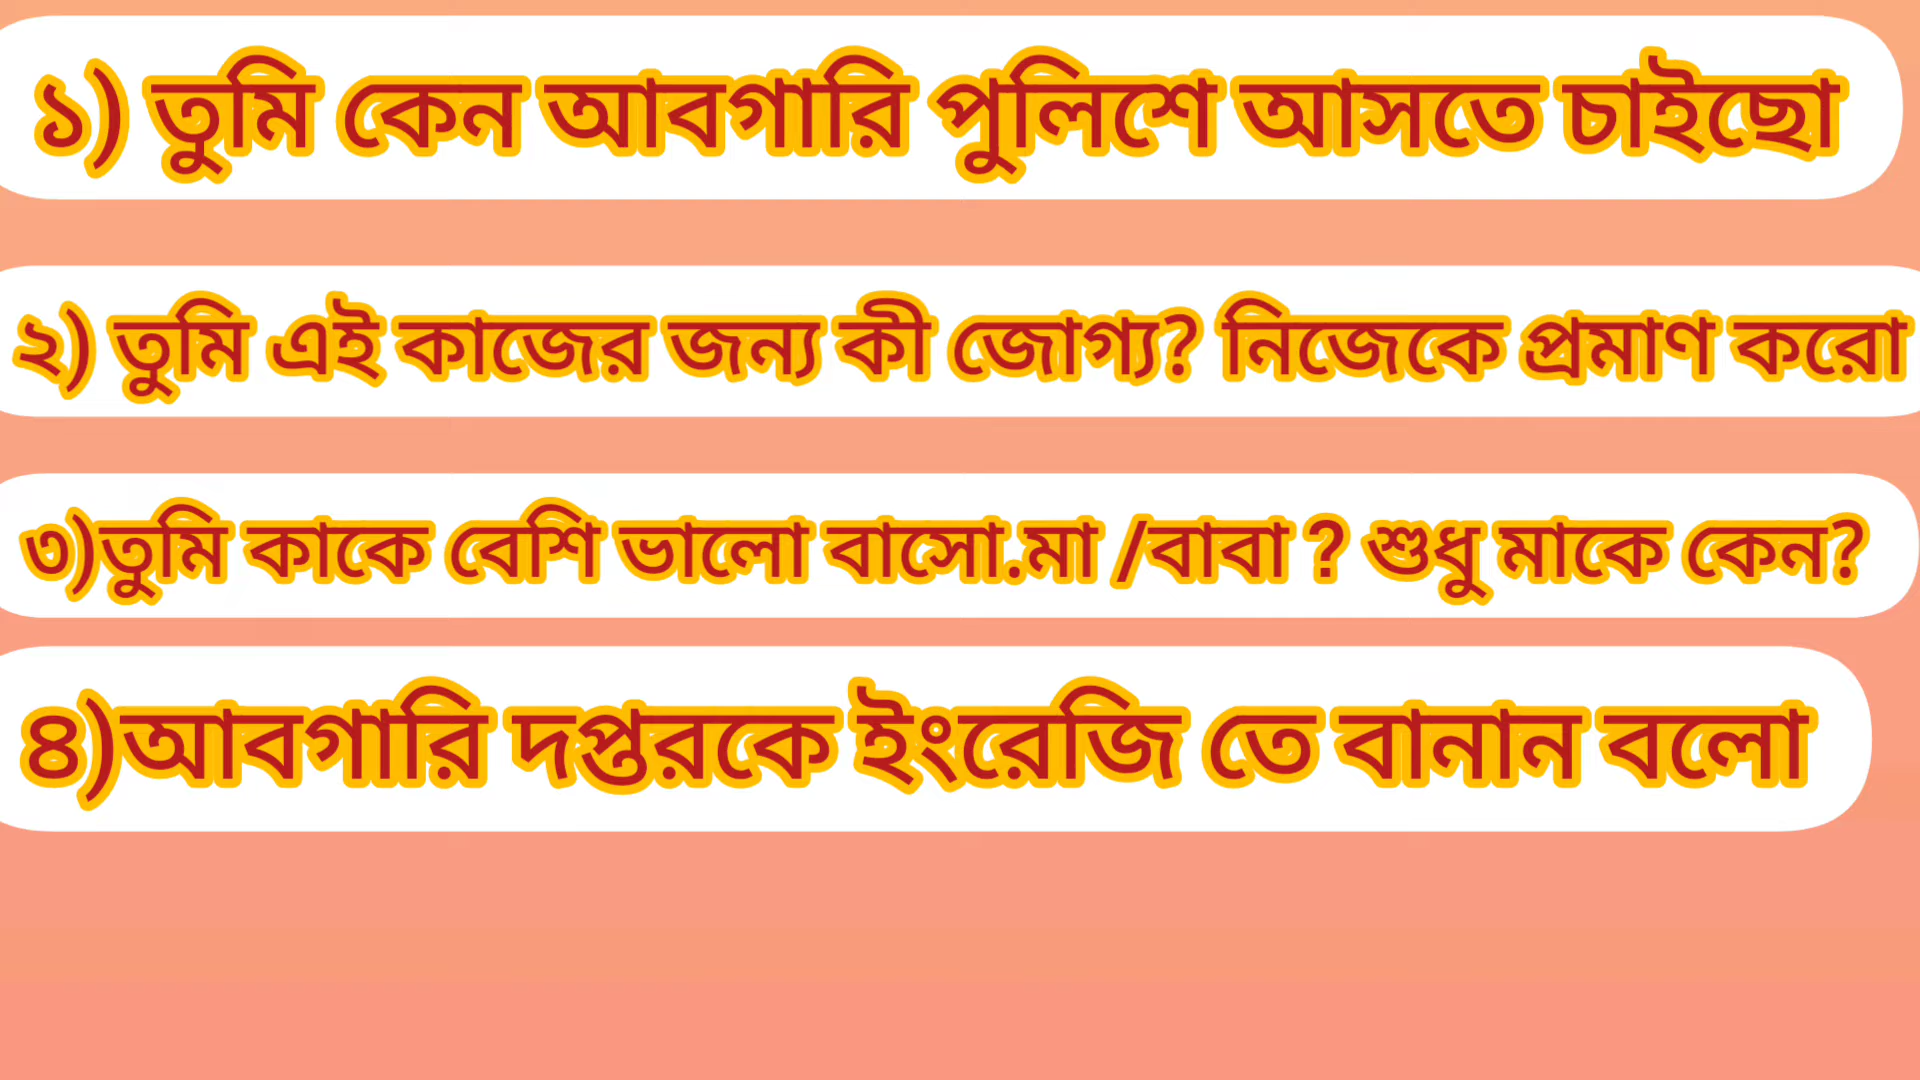 ১) তুমি কেন আবগারি পুলিশে আসতে চাইছো
২) তুমি এই কাজের জন্য কী জোগ্য? নিজেকে প্রমাণ করো
৩)তুমি কাকে বেশি ভালো বাসো.মা /বাবা ? শুধু মাকে কেন?
৪)আবগারি দপ্তরকে ইংরেজি তে বানান বলো